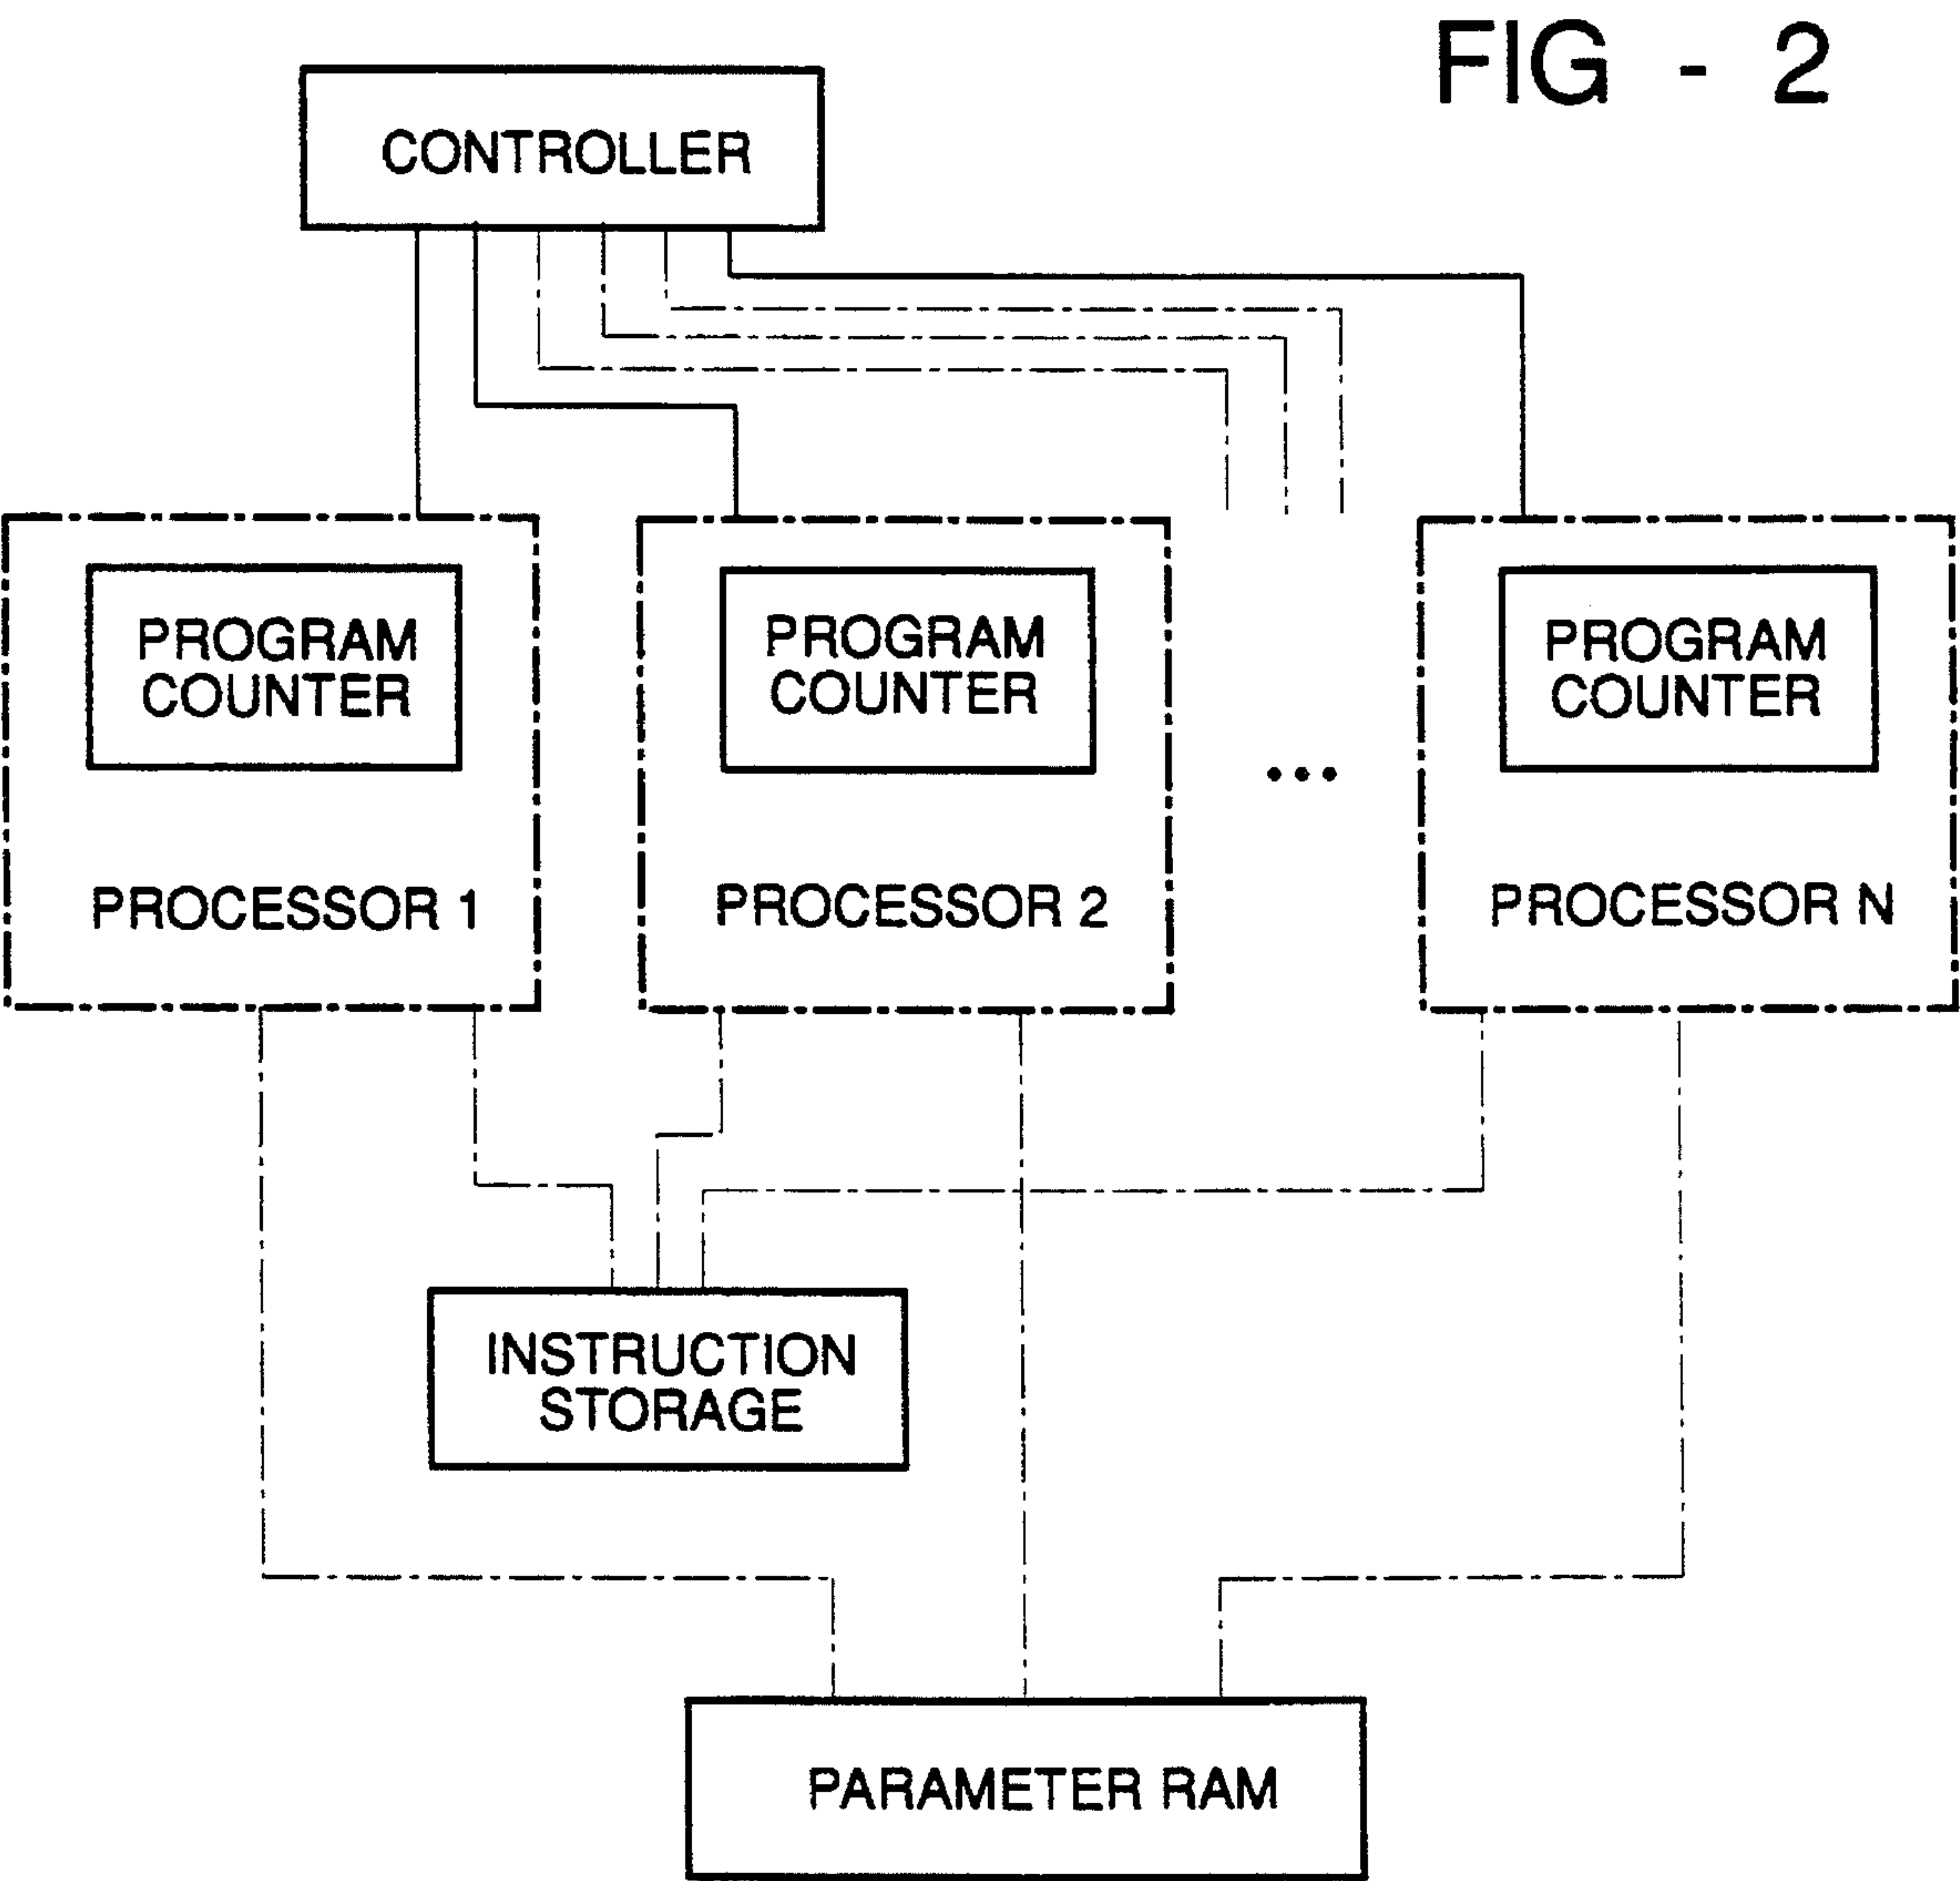 FIG - 2
CONTROLLER
PROGRAM
COUNTER
PROCESSOR 1
PROGRAM
COUNTER
PROCESSOR 2
...
PROGRAM
COUNTER
PROCESSOR N
INSTRUCTION
STORAGE
PARAMETER RAM